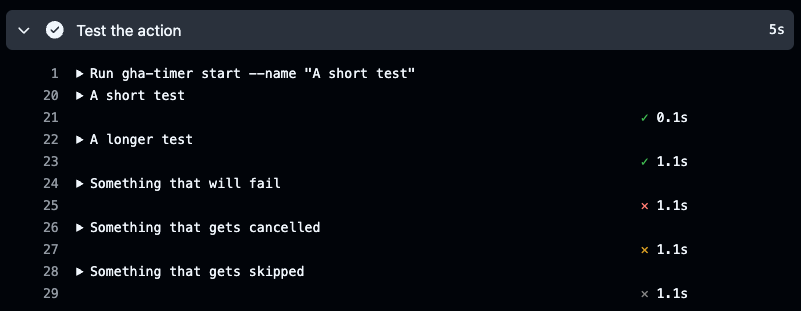 Test the action 5s
1 ▶ Run gha-timer start --name "A short test"
20 ▶ A short test
21 ✓ 0.1s
22 ▶ A longer test
23 ✓ 1.1s
24 ▶ Something that will fail
25 ✕ 1.1s
26 ▶ Something that gets cancelled
27 ✕ 1.1s
28 ▶ Something that gets skipped
29 ✕ 1.1s